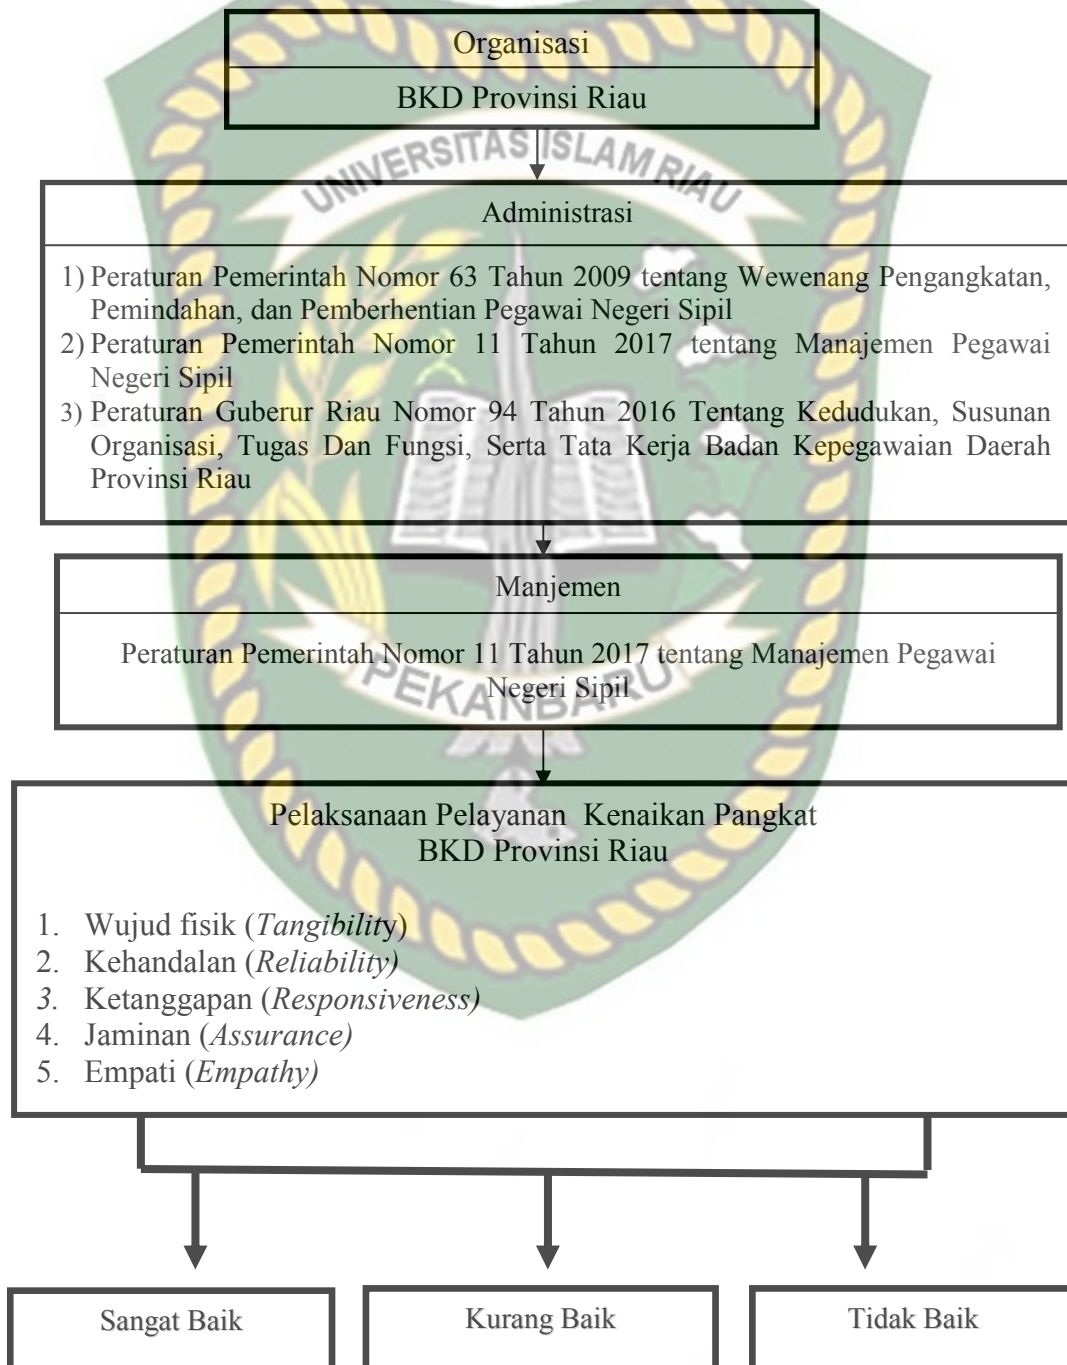 Organisasi
BKD Provinsi Riau
UNIVERSITAS ISLAM RIAU
Administrasi
1) Peraturan Pemerintah Nomor 63 Tahun 2009 tentang Wewenang Pengangkatan,
Pemindahan, dan Pemberhentian Pegawai Negeri Sipil
2) Peraturan Pemerintah Nomor 11 Tahun 2017 tentang Manajemen Pegawai
Negeri Sipil
3) Peraturan Guberur Riau Nomor 94 Tahun 2016 Tentang Kedudukan, Susunan
Organisasi, Tugas Dan Fungsi, Serta Tata Kerja Badan Kepegawaian Daerah
Provinsi Riau
Manjemen
Peraturan Pemerintah Nomor 11 Tahun 2017 tentang Manajemen Pegawai
Negeri Sipil
PEKANBARU
Pelaksanaan Pelayanan Kenaikan Pangkat
BKD Provinsi Riau
1. Wujud fisik (Tangibility)
2. Kehandalan (Reliability)
3. Ketanggapan (Responsiveness)
4. Jaminan (Assurance)
5. Empati (Empathy)
Sangat Baik
Kurang Baik
Tidak Baik